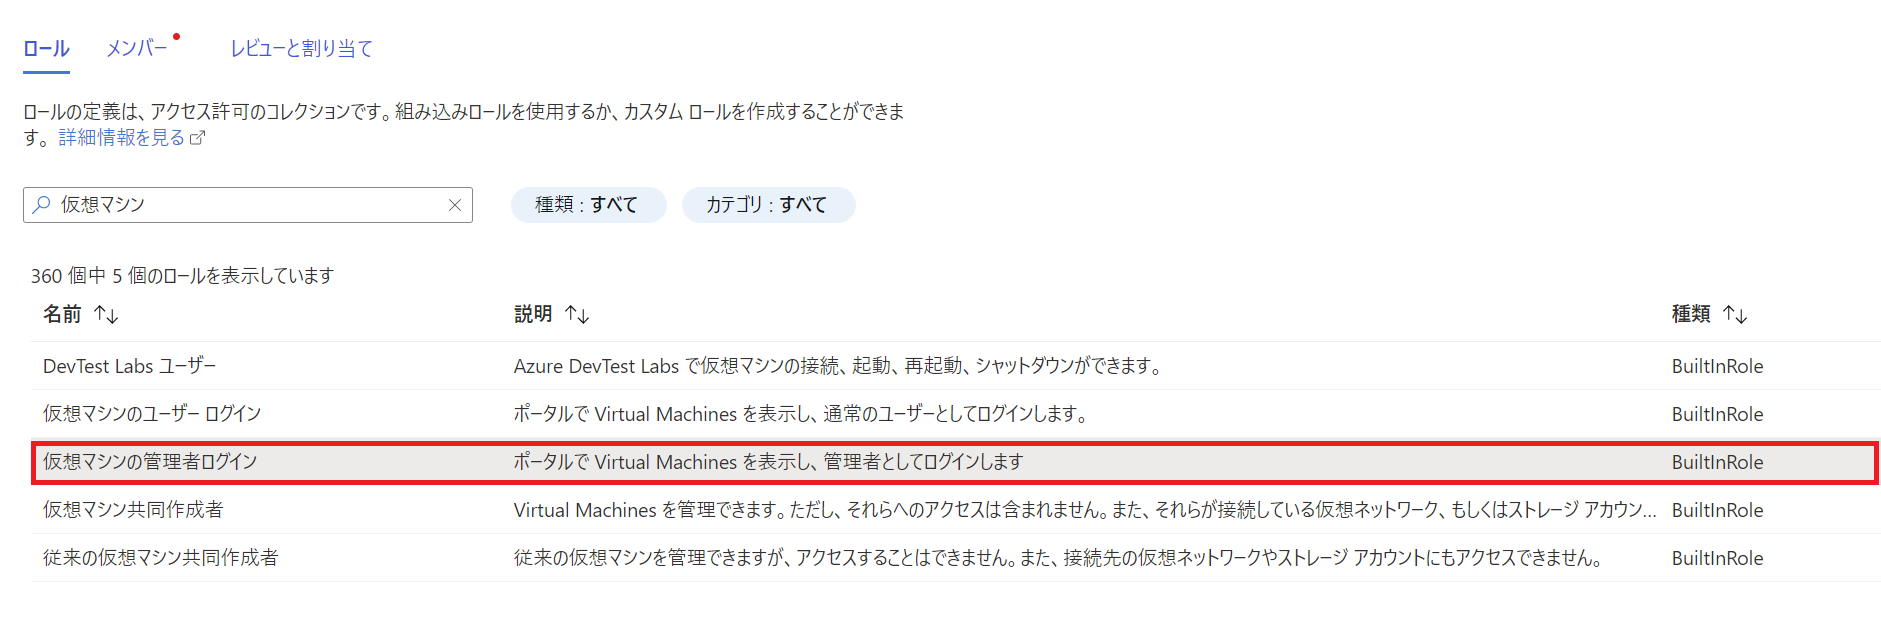 ロール メンバー レビューと割り当て
ロールの定義は、アクセス許可のコレクションです。組み込みロールを使用するか、カスタム ロールを作成することができま
す。 詳細情報を見る
仮想マシン 種類 : すべて カテゴリ : すべて
360 個中 5 個のロールを表示しています
名前 ↑↓ 説明 ↑↓ 種類 ↑↓
DevTest Labs ユーザー Azure DevTest Labs で仮想マシンの接続、起動、再起動、シャットダウンができます。 BuiltInRole
仮想マシンのユーザー ログイン ポータルで Virtual Machines を表示し、通常のユーザーとしてログインします。 BuiltInRole
仮想マシンの管理者ログイン ポータルで Virtual Machines を表示し、管理者としてログインします BuiltInRole
仮想マシン共同作成者 Virtual Machines を管理できます。ただし、それらへのアクセスは含まれません。また、それらが接続している仮想ネットワーク、もしくはストレージ アカウン... BuiltInRole
従来の仮想マシン共同作成者 従来の仮想マシンを管理できますが、アクセスすることはできません。また、接続先の仮想ネットワークやストレージ アカウントにもアクセスできません。 BuiltInRole